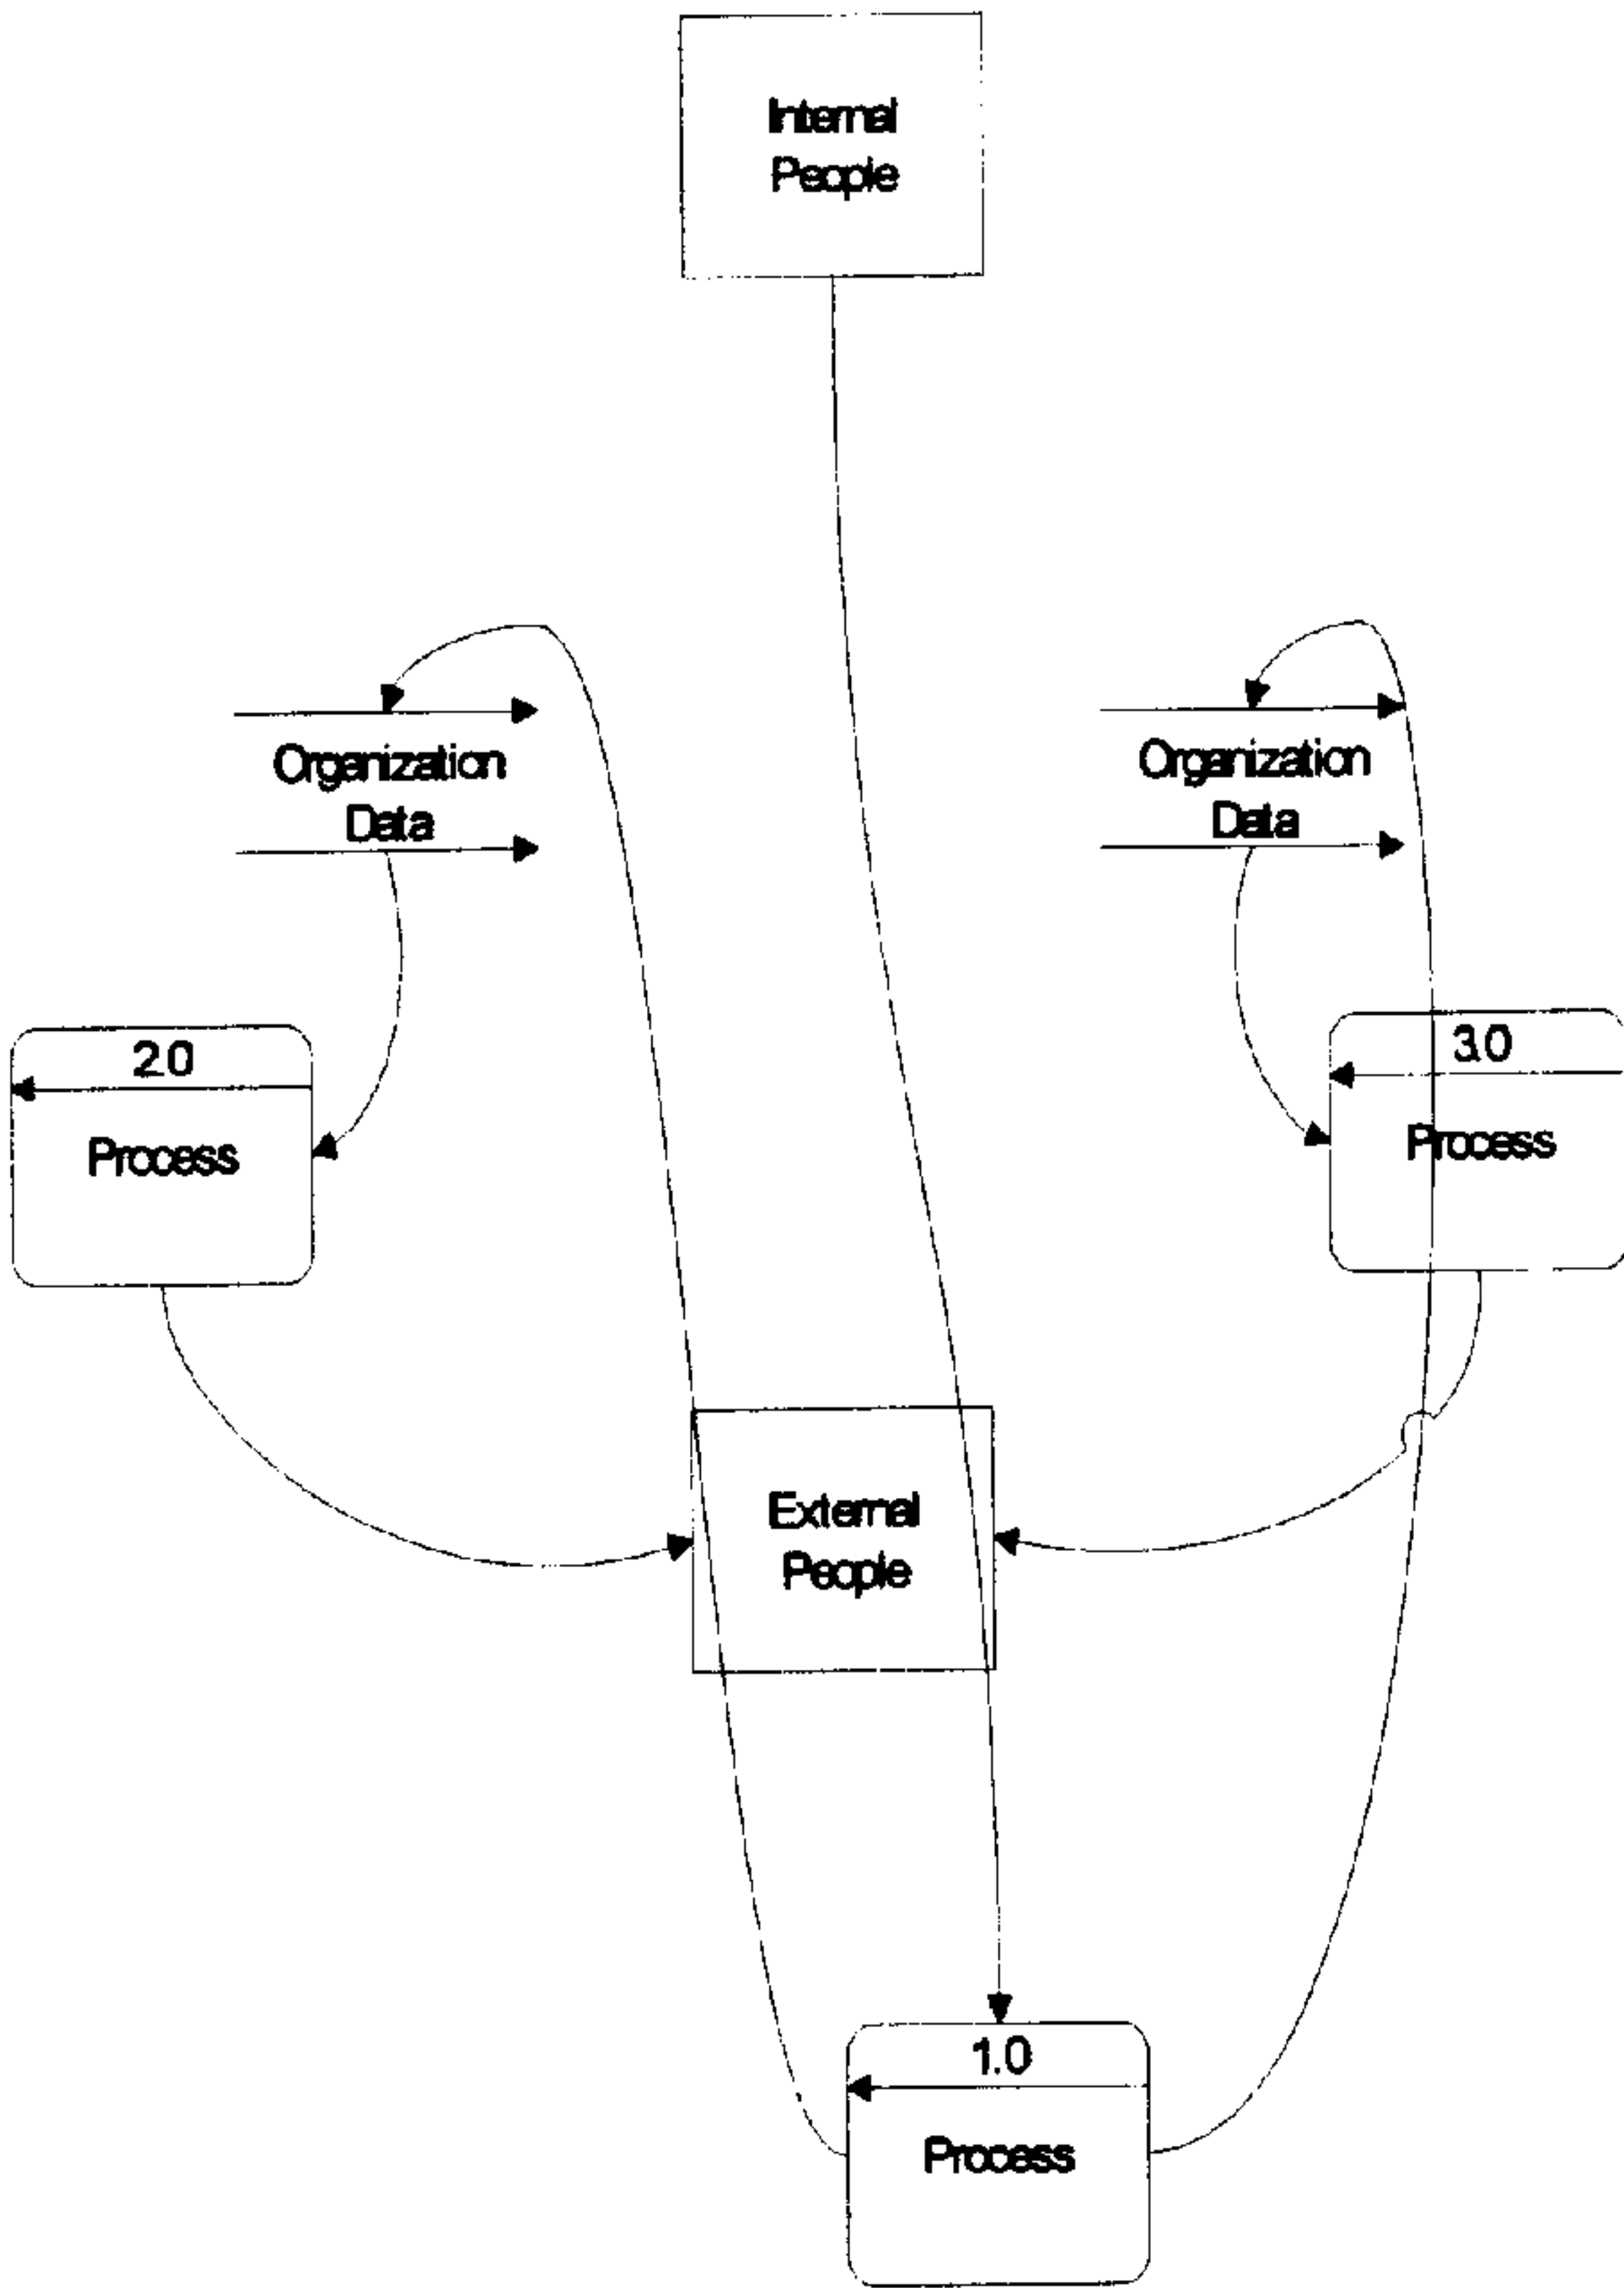 Internal
People
Organization
Data
Organization
Data
2.0
Process
3.0
Process
External
People
1.0
Process